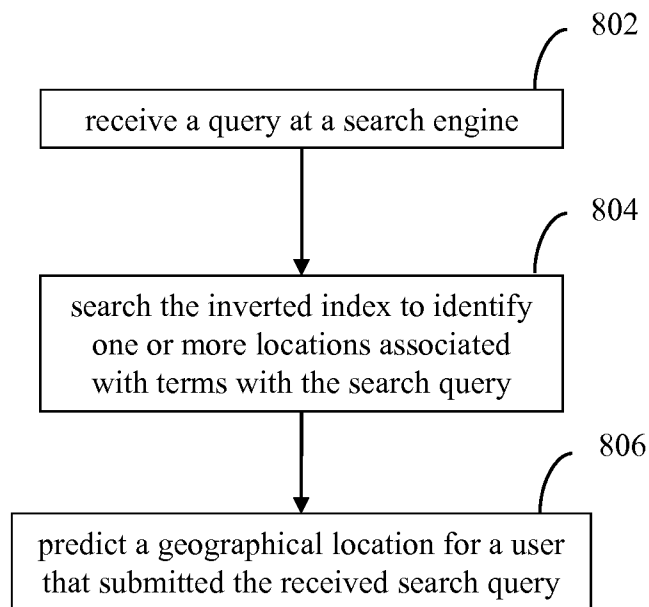 802
receive a query at a search engine
804
search the inverted index to identify
one or more locations associated
with terms with the search query
806
predict a geographical location for a user
that submitted the received search query